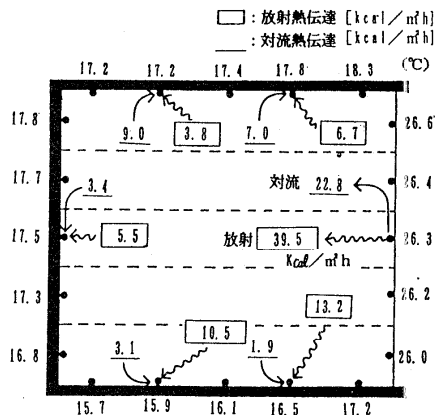 □：放射熱伝達 [kcal／㎡h]
＿：対流熱伝達 [kcal／㎡h]
17.2 17.2 17.4 17.8 18.3 (℃)
17.8 9.0 3.8 7.0 6.7 26.6
17.7 3.4 対流 22.8 26.4
17.5 5.5 放射 39.5 26.3
Kcal／㎡h
17.3 13.2 26.2
10.5
16.8 3.1 1.9 26.0
15.7 15.9 16.1 16.5 17.2